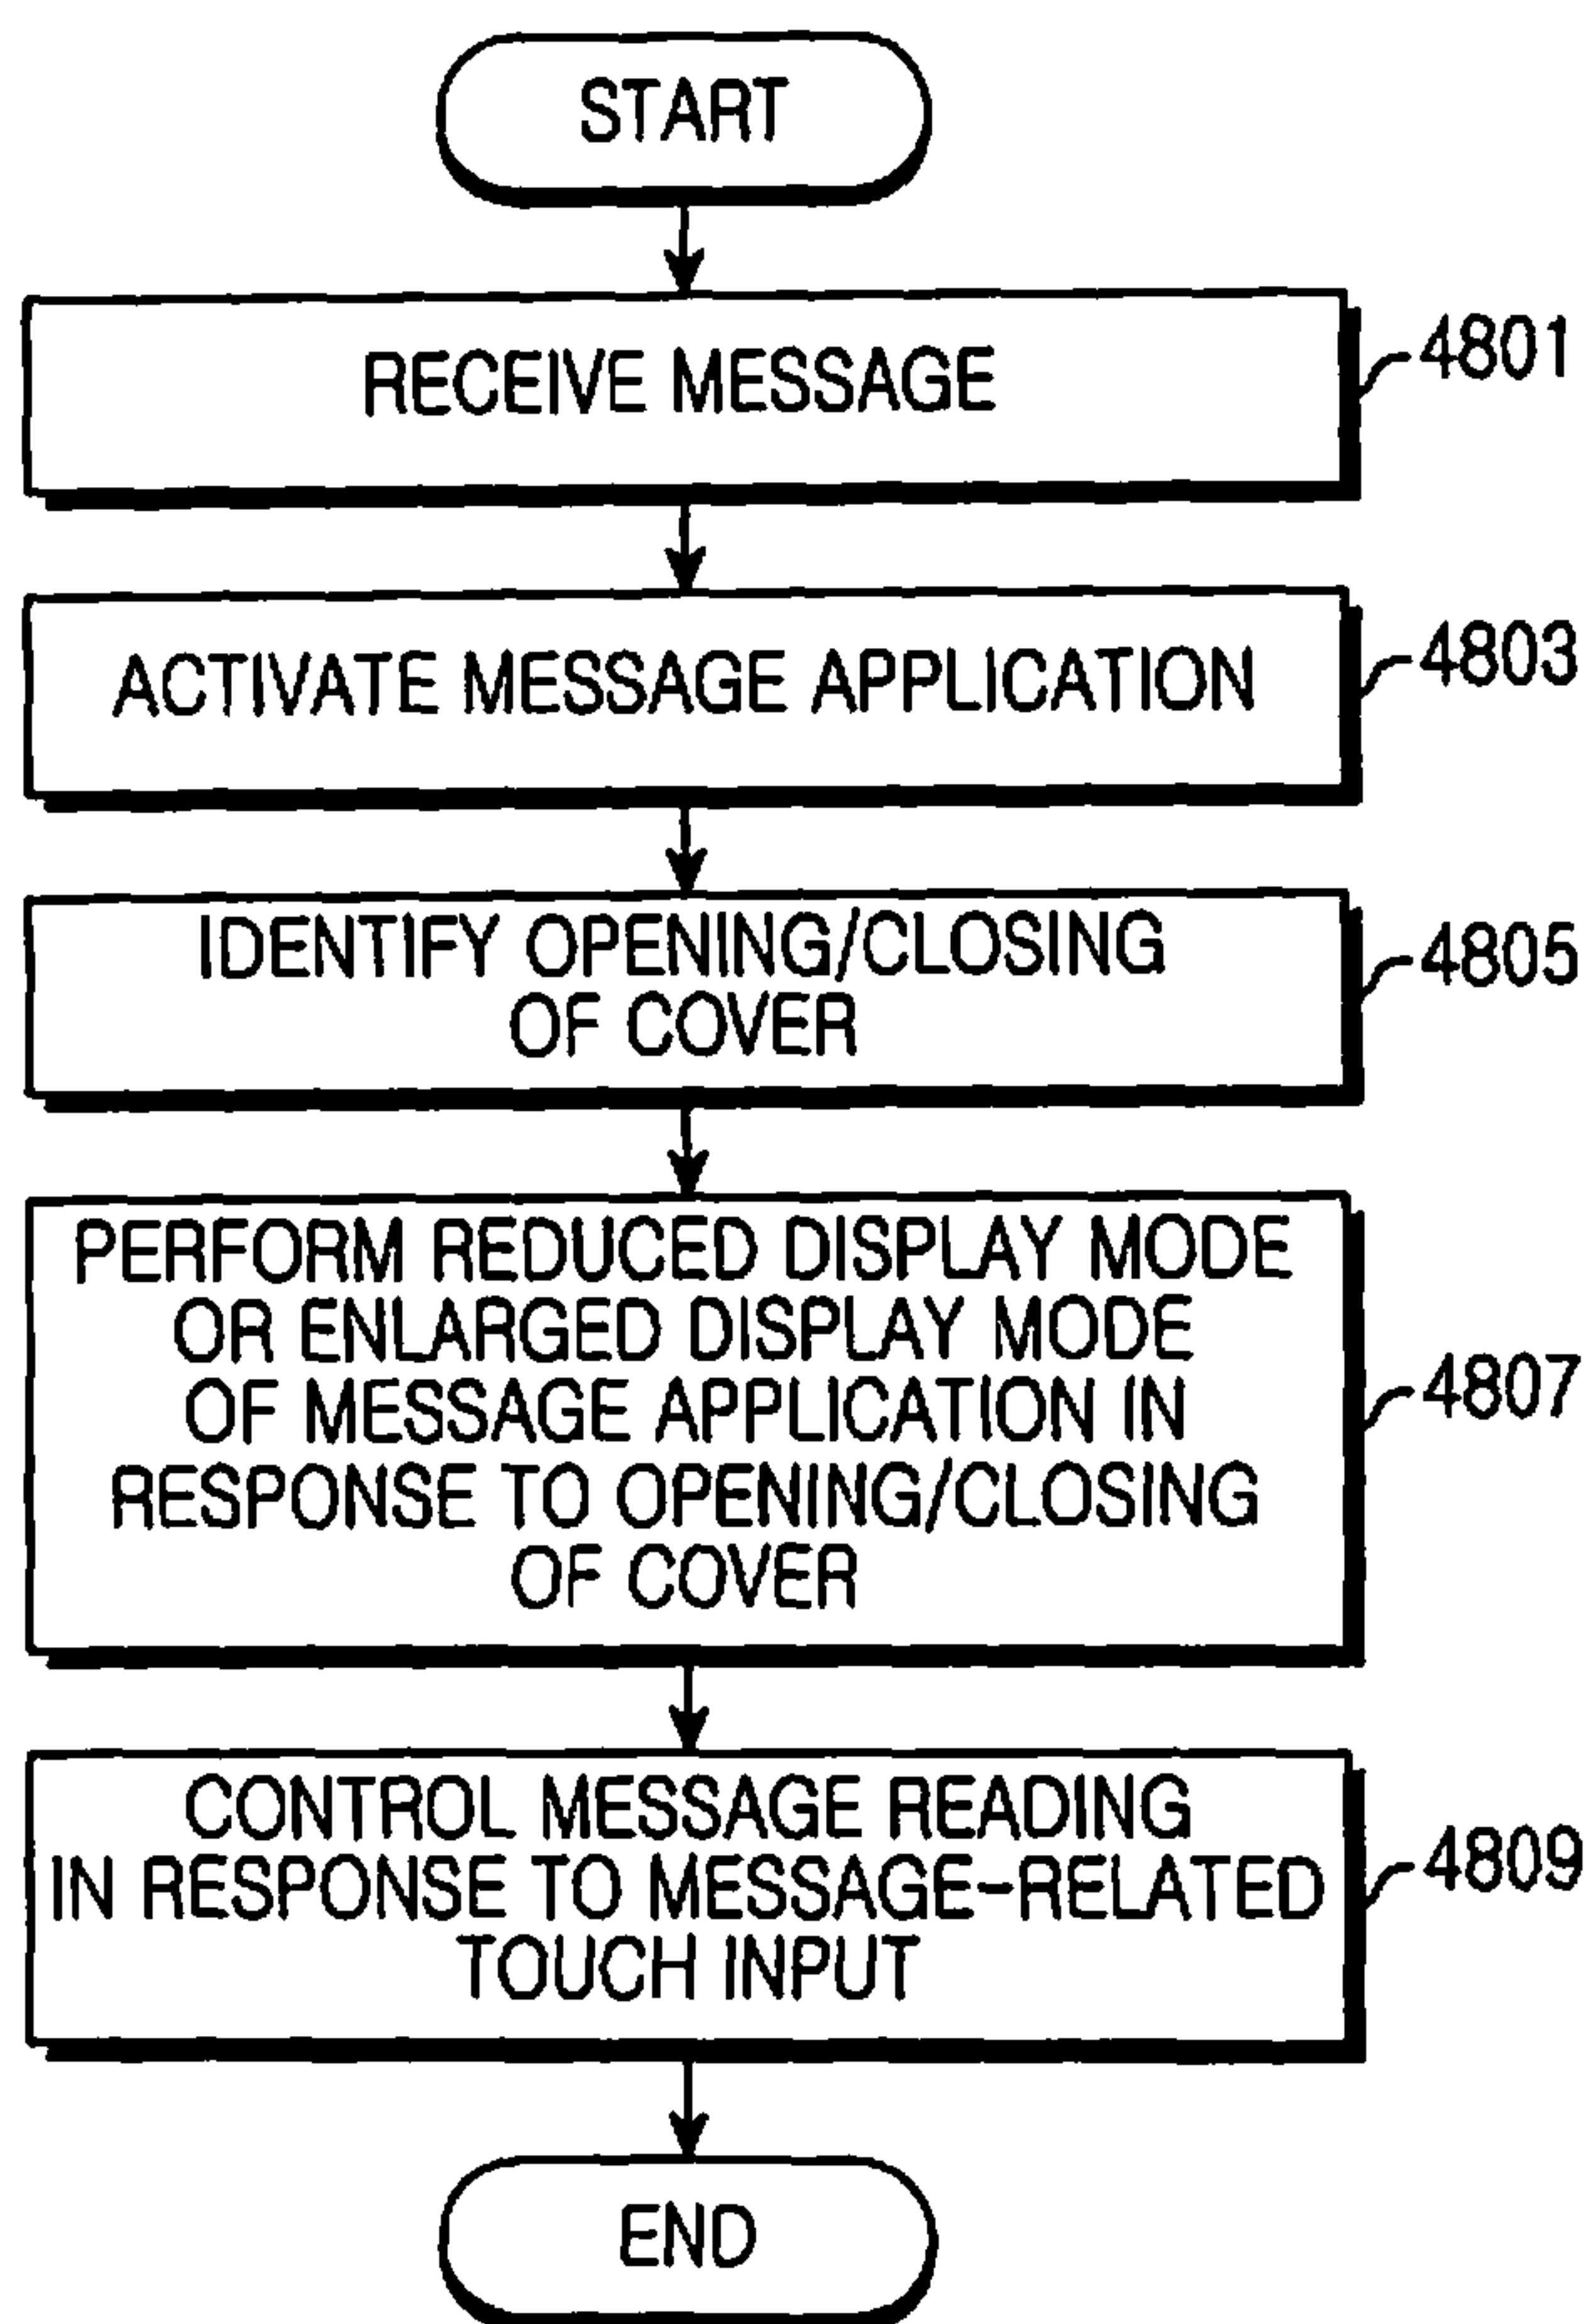 START
RECEIVE MESSAGE
4801
ACTIVATE MESSAGE APPLICATION
4803
IDENTIFY OPENING/CLOSING
OF COVER
4805
PERFORM REDUCED DISPLAY MODE
OR ENLARGED DISPLAY MODE
OF MESSAGE APPLICATION IN
RESPONSE TO OPENING/CLOSING
OF COVER
4807
CONTROL MESSAGE READING
IN RESPONSE TO MESSAGE-RELATED
TOUCH INPUT
4809
END